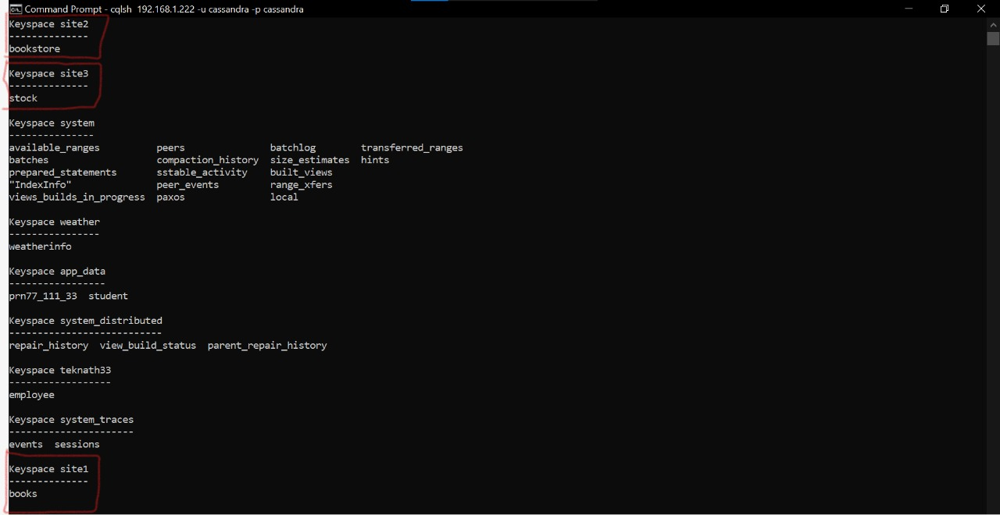 Command Prompt - cqlsh  192.168.1.222 -u cassandra -p cassandra
Keyspace site2
--------------
bookstore
Keyspace site3
--------------
stock
Keyspace system
---------------
available_ranges          peers               batchlog        transferred_ranges
batches                   compaction_history  size_estimates  hints
prepared_statements       sstable_activity    built_views
"IndexInfo"               peer_events         range_xfers
views_builds_in_progress  paxos               local
Keyspace weather
----------------
weatherinfo
Keyspace app_data
-----------------
prn77_111_33  student
Keyspace system_distributed
---------------------------
repair_history  view_build_status  parent_repair_history
Keyspace teknath33
------------------
employee
Keyspace system_traces
----------------------
events  sessions
Keyspace site1
--------------
books